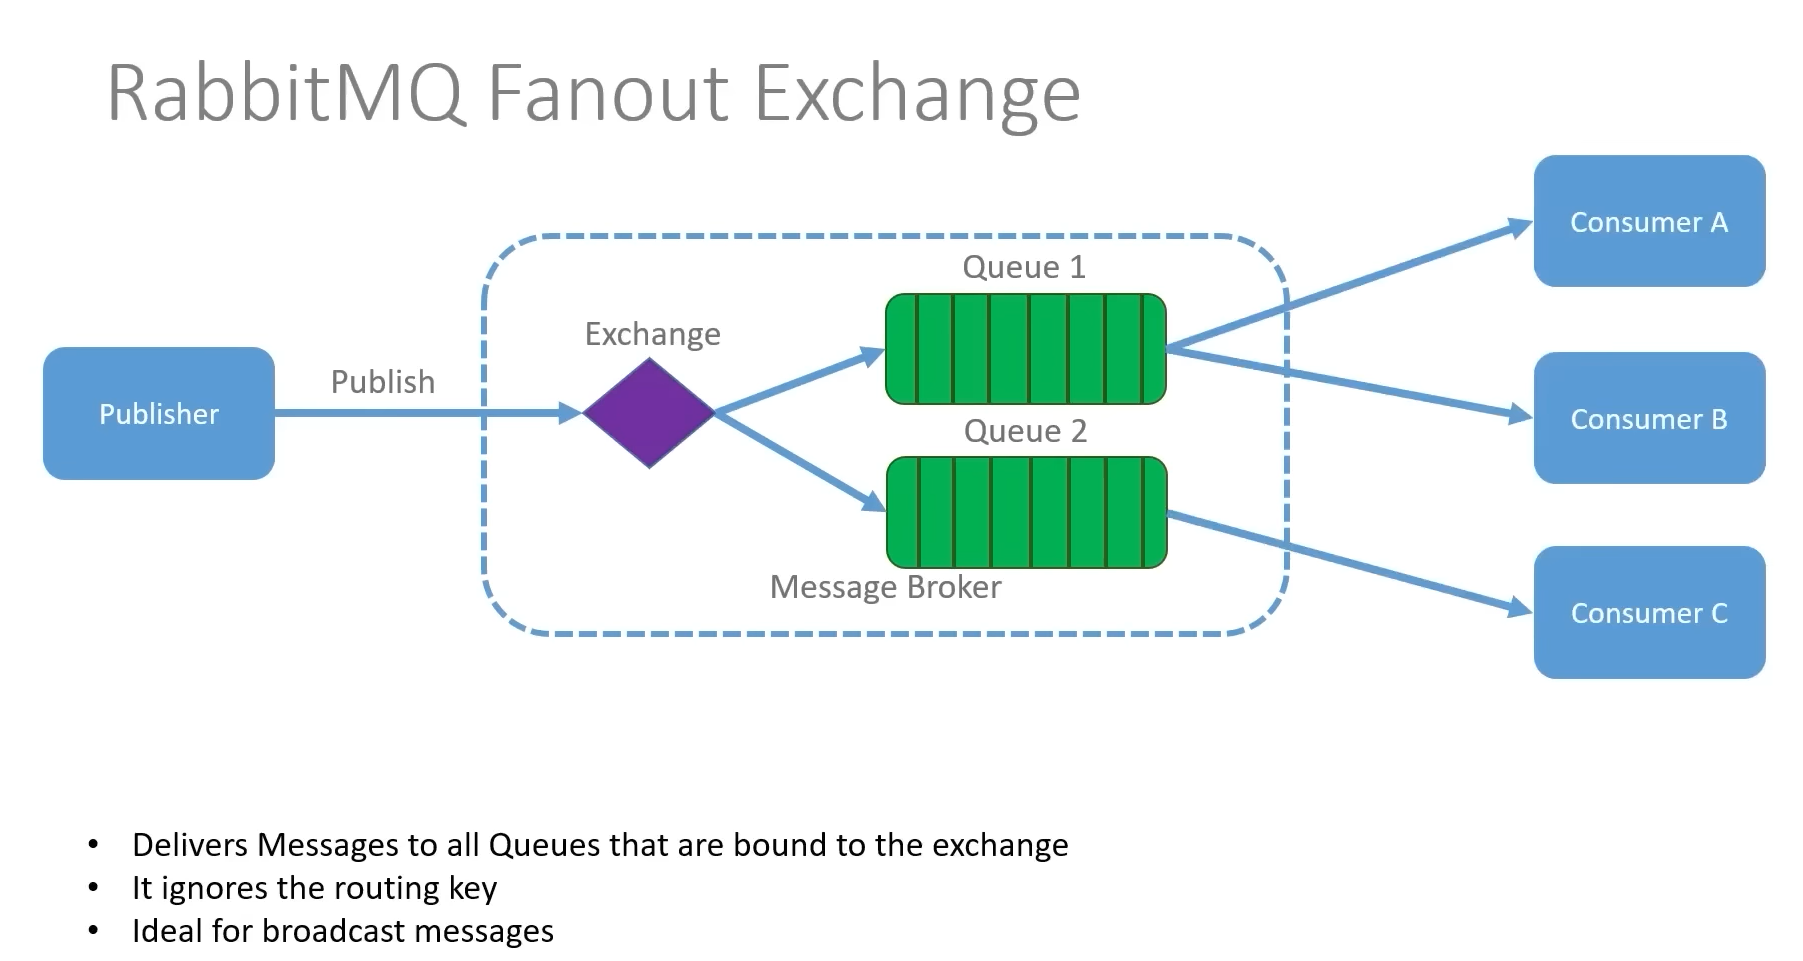 RabbitMQ Fanout Exchange
Consumer A
Queue 1
Exchange
Publish
Publisher
Consumer B
Queue 2
Message Broker
Consumer C
• Delivers Messages to all Queues that are bound to the exchange
• It ignores the routing key
• Ideal for broadcast messages